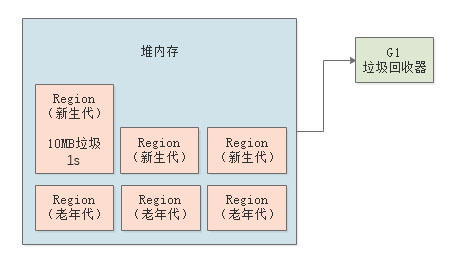 堆内存
G1
垃圾回收器
Region
（新生代）
10MB垃圾
1s
Region
（新生代）
Region
（新生代）
Region
（老年代）
Region
（老年代）
Region
（老年代）